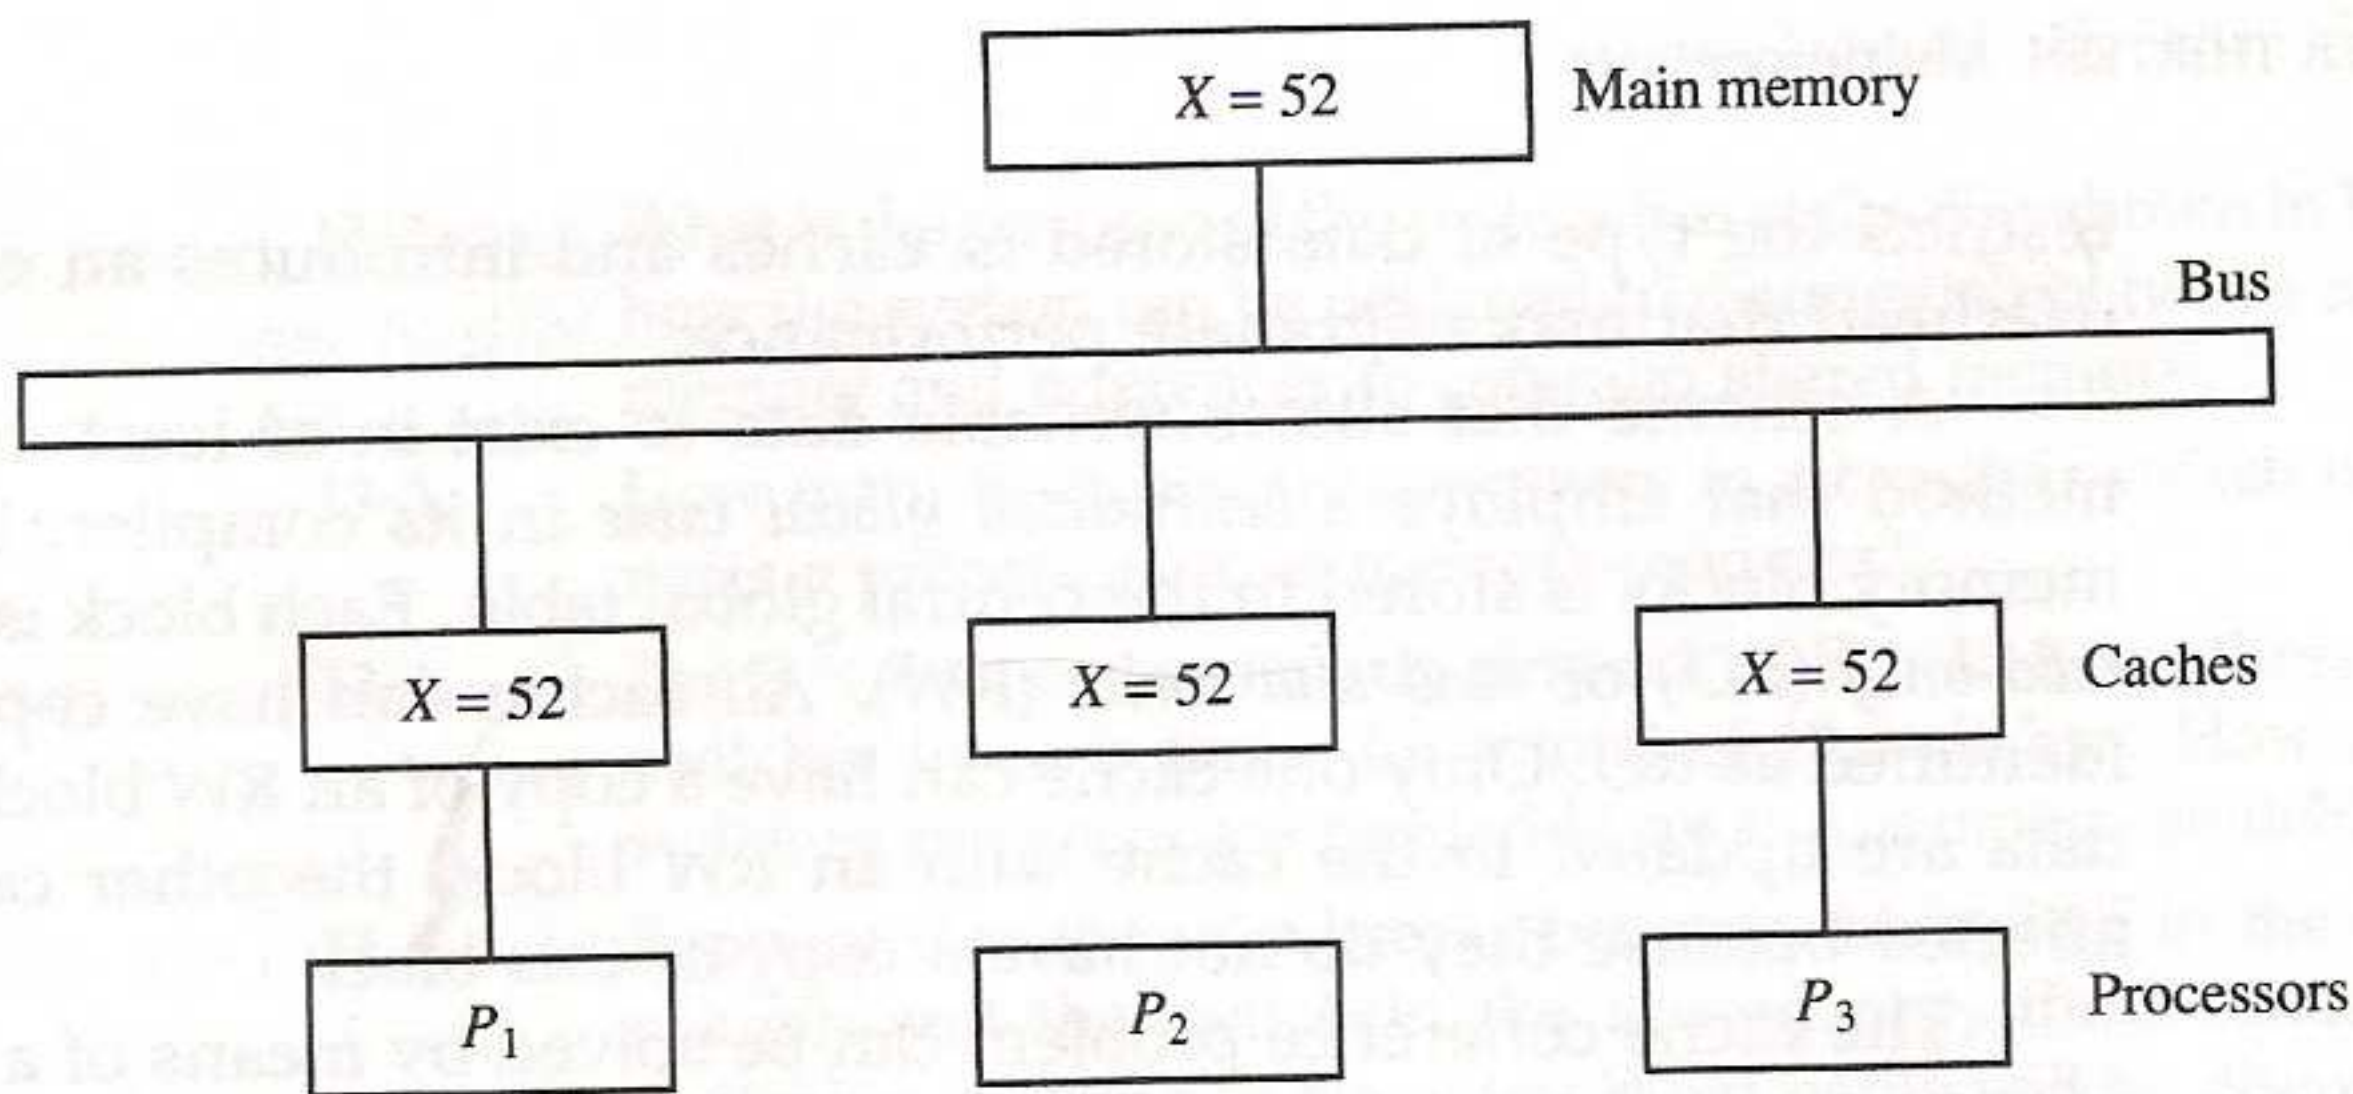 X = 52 Main memory
Bus
X = 52 X = 52 X = 52 Caches
P₁ P₂ P₃ Processors